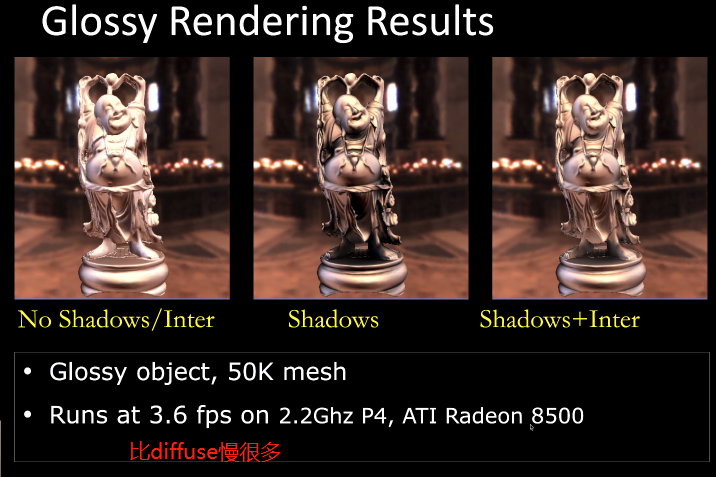 Glossy Rendering Results
No Shadows/Inter
Shadows
Shadows+Inter
• Glossy object, 50K mesh
• Runs at 3.6 fps on 2.2Ghz P4, ATI Radeon 8500
比diffuse慢很多